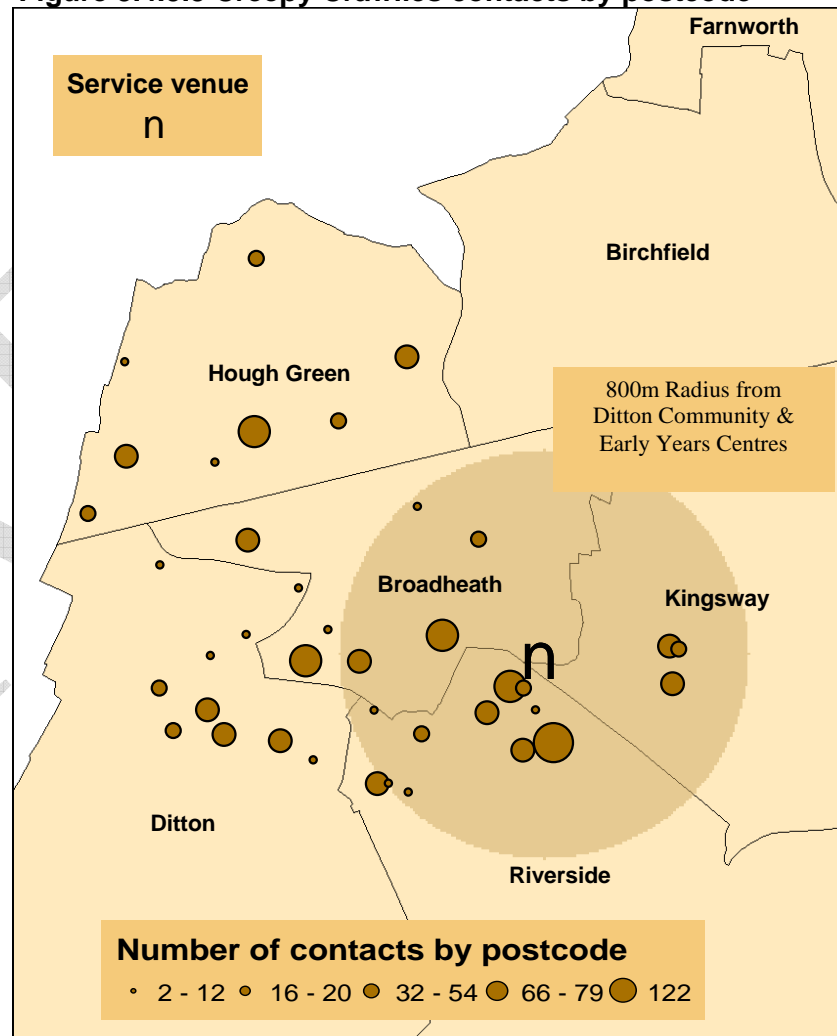 Farnworth
Service venue
n
Birchfield
Hough Green
800m Radius from
Ditton Community &
Early Years Centres
Broadheath
Kingsway
n
Ditton
Riverside
Number of contacts by postcode
2 - 12 16 - 20 32 - 54 66 - 79 122